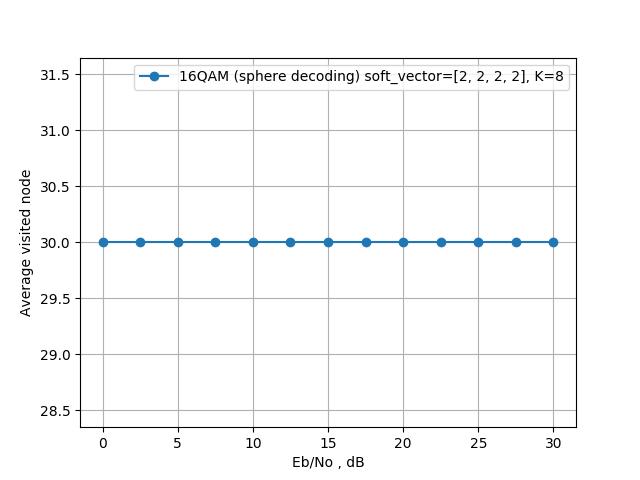 16QAM (sphere decoding) soft_vector=[2, 2, 2, 2], K=8
31.5
31.0
30.5
30.0
29.5
29.0
28.5
Average visited node
0 5 10 15 20 25 30
Eb/No , dB